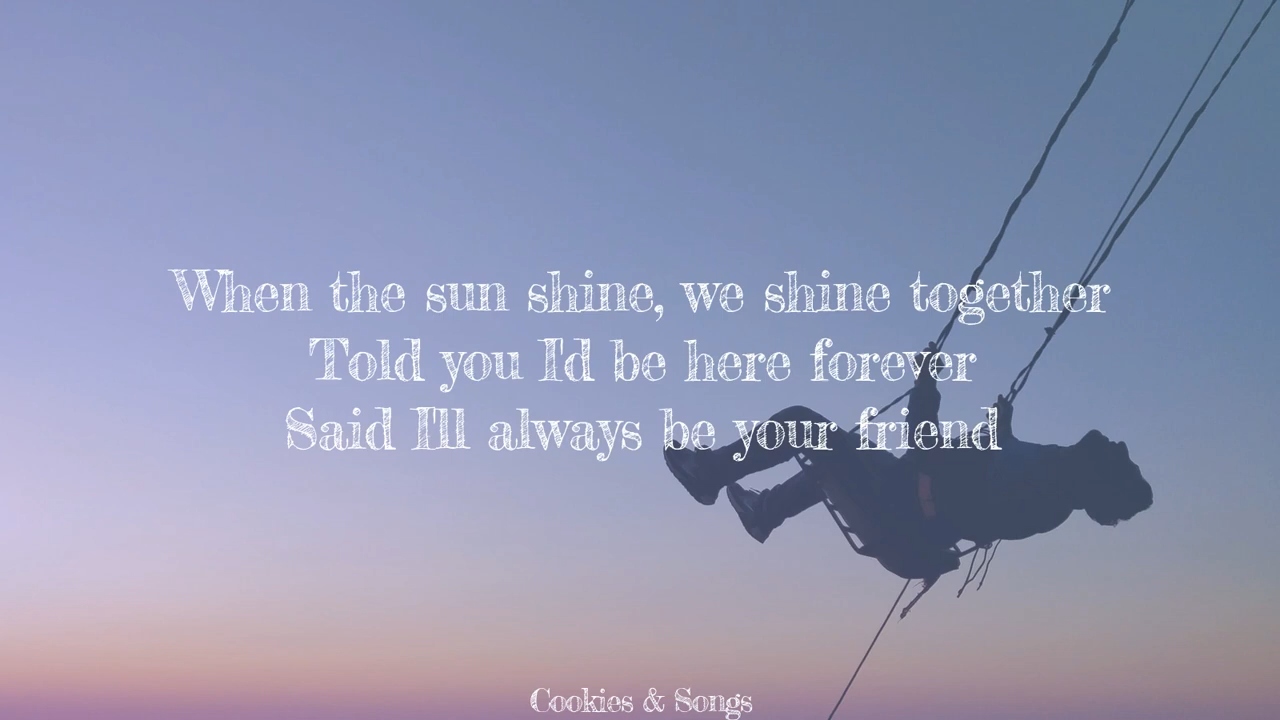 When the sun shine, we shine together
Told you I'd be here forever
Said I'll always be your friend
Cookies & Songs